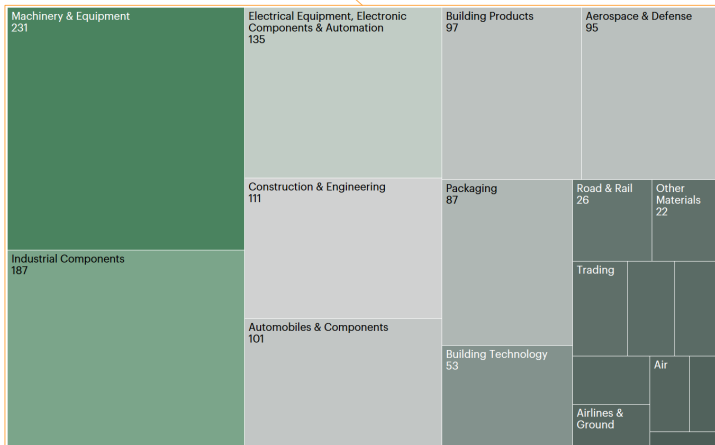 Machinery & Equipment
231
Electrical Equipment, Electronic
Components & Automation
135
Building Products
97
Aerospace & Defense
95
Construction & Engineering
111
Packaging
87
Road & Rail
26
Other
Materials
22
Industrial Components
187
Trading
Automobiles & Components
101
Building Technology
53
Air
Airlines &
Ground